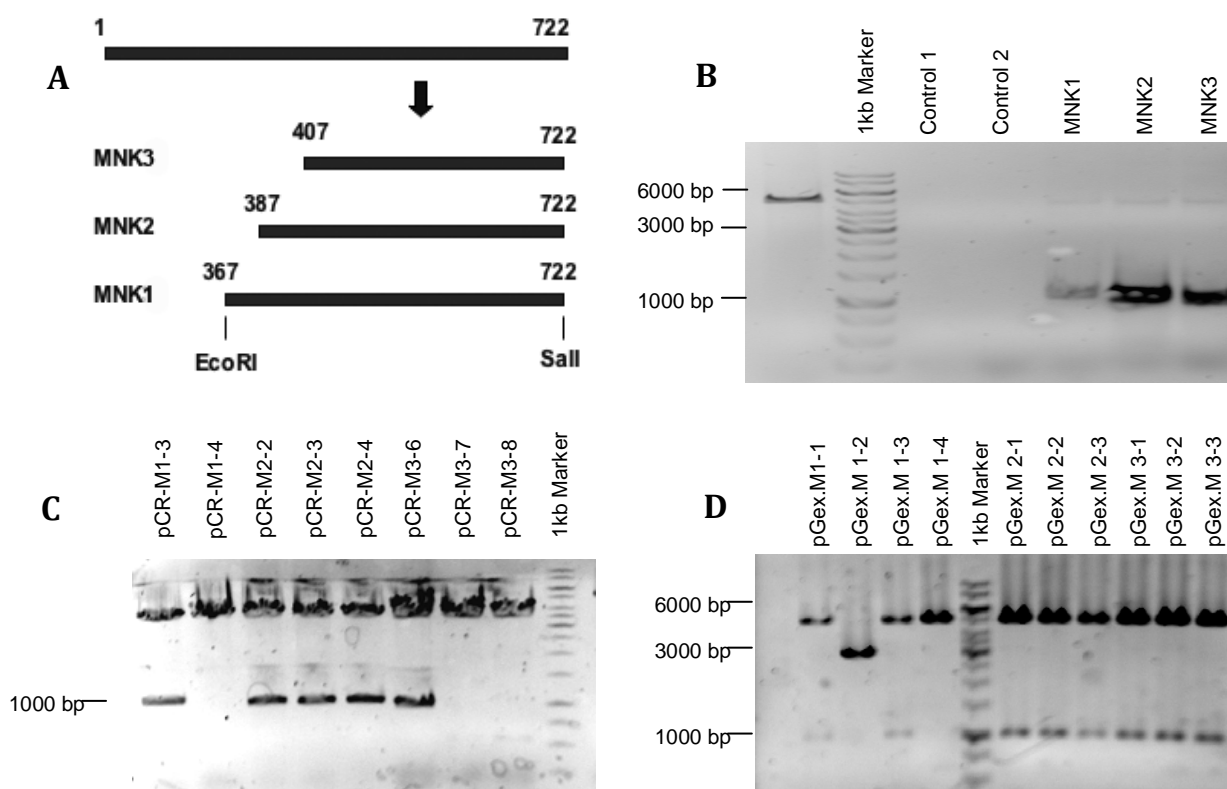 1 722
A
407 722
MNK3
387 722
MNK2
367 722
MNK1
EcoRI SalI
B
1kb Marker
Control 1
Control 2
MNK1
MNK2
MNK3
6000 bp
3000 bp
1000 bp
C
pCR-M1-3
pCR-M1-4
pCR-M2-2
pCR-M2-3
pCR-M2-4
pCR-M3-6
pCR-M3-7
pCR-M3-8
1kb Marker
1000 bp
D
pGex.M1-1
pGex.M 1-2
pGex.M 1-3
pGex.M 1-4
1kb Marker
pGex.M 2-1
pGex.M 2-2
pGex.M 2-3
pGex.M 3-1
pGex.M 3-2
pGex.M 3-3
6000 bp
3000 bp
1000 bp